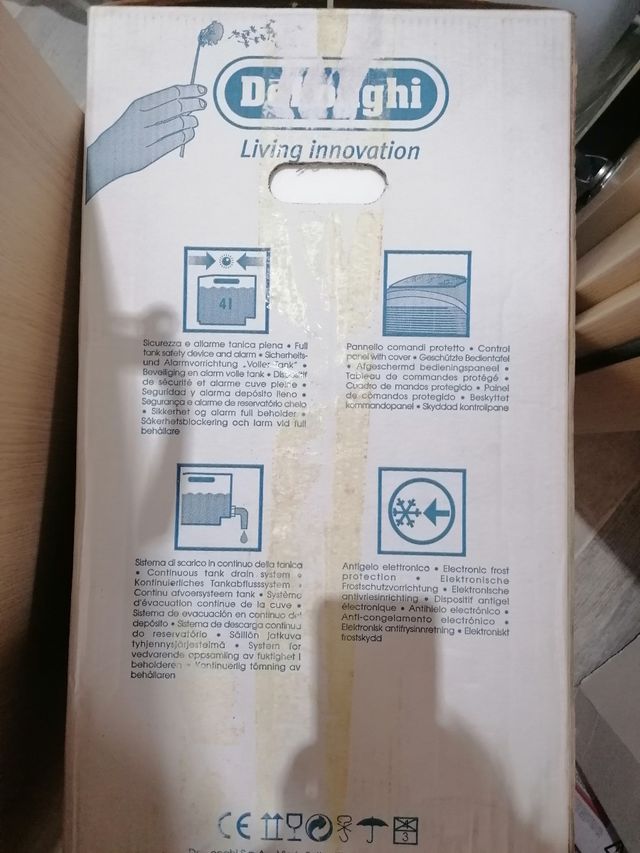 DeLonghi
Living innovation
4l
Sicurezza e allarme tanica piena • Full
tank safety device and alarm • Sicherheits-
und Alarmvorrichtung „Voller Tank" •
Beveiliging en alarm volle tank • Dispositif
de sécurité et alarme cuve pleine •
Seguridad y alarma depósito lleno •
Segurança e alarme de reservatório cheio
• Sikkerhet og alarm full beholder •
Säkerhetsblockering och larm vid full
behållare
Pannello comandi protetto • Control
panel with cover • Geschützte Bedientafel
• Afgeschermd bedieningspaneel •
Tableau de commandes protégé •
Cuadro de mandos protegido • Painel
de comandos protegido • Beskyttet
kommandopanel • Skyddad kontrollpane
Sistema di scarico in continuo della tanica
• Continuous tank drain system •
Kontinuierliches Tankabflusssystem •
Continu afvoersysteem tank • Système
d'évacuation continue de la cuve •
Sistema de evacuación en continuo del
depósito • Sistema de descarga continua
do reservatório • Säiliön jatkuva
tyhjennysjärjestelmä • System for
vedvarende oppsamling av fuktighet i
beholderen • Kontinuerlig tömning av
behållaren
Antigelo elettronico • Electronic frost
protection • Elektronische
Frostschutzvorrichtung • Elektronische
antivriesinrichting • Dispositif antigel
électronique • Antihielo electrónico •
Anti-congelamento electrónico •
Elektronisk antifrysinnretning • Elektroniskt
frostskydd
CE
3